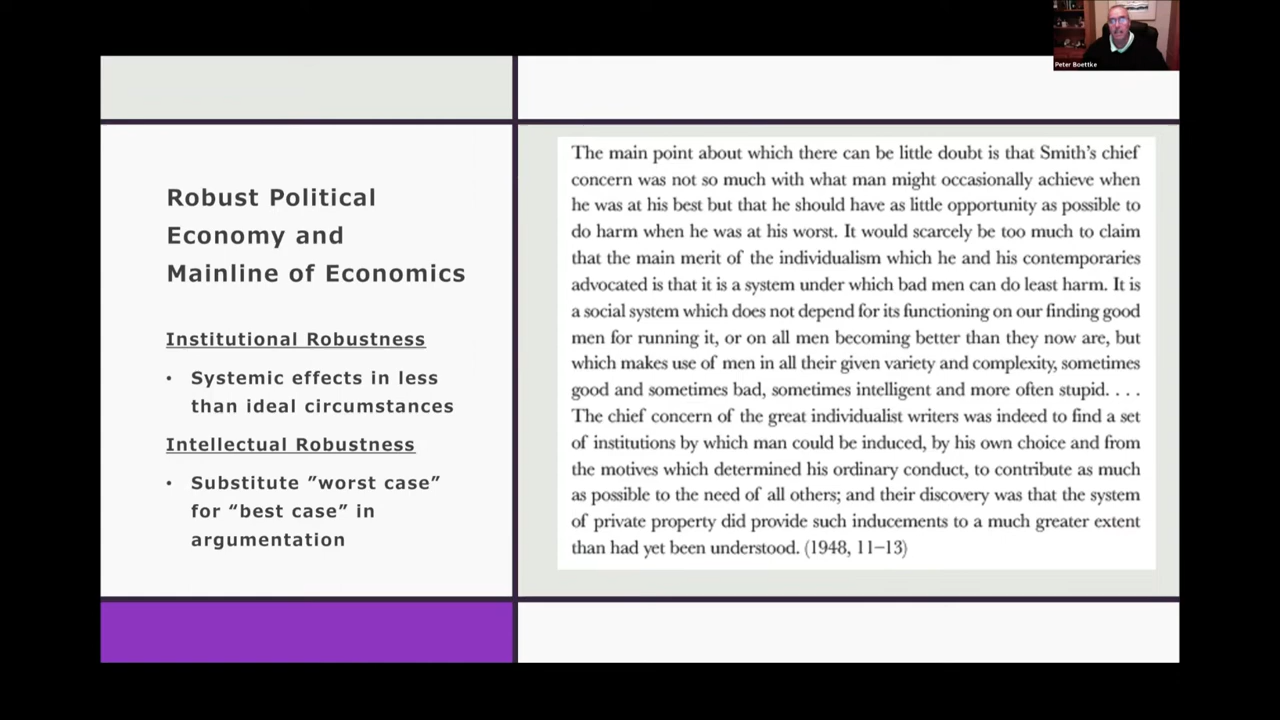 Peter Boettke
Robust Political
Economy and
Mainline of Economics
Institutional Robustness
• Systemic effects in less
than ideal circumstances
Intellectual Robustness
• Substitute ”worst case”
for “best case” in
argumentation
The main point about which there can be little doubt is that Smith's chief
concern was not so much with what man might occasionally achieve when
he was at his best but that he should have as little opportunity as possible to
do harm when he was at his worst. It would scarcely be too much to claim
that the main merit of the individualism which he and his contemporaries
advocated is that it is a system under which bad men can do least harm. It is
a social system which does not depend for its functioning on our finding good
men for running it, or on all men becoming better than they now are, but
which makes use of men in all their given variety and complexity, sometimes
good and sometimes bad, sometimes intelligent and more often stupid. . . .
The chief concern of the great individualist writers was indeed to find a set
of institutions by which man could be induced, by his own choice and from
the motives which determined his ordinary conduct, to contribute as much
as possible to the need of all others; and their discovery was that the system
of private property did provide such inducements to a much greater extent
than had yet been understood. (1948, 11–13)